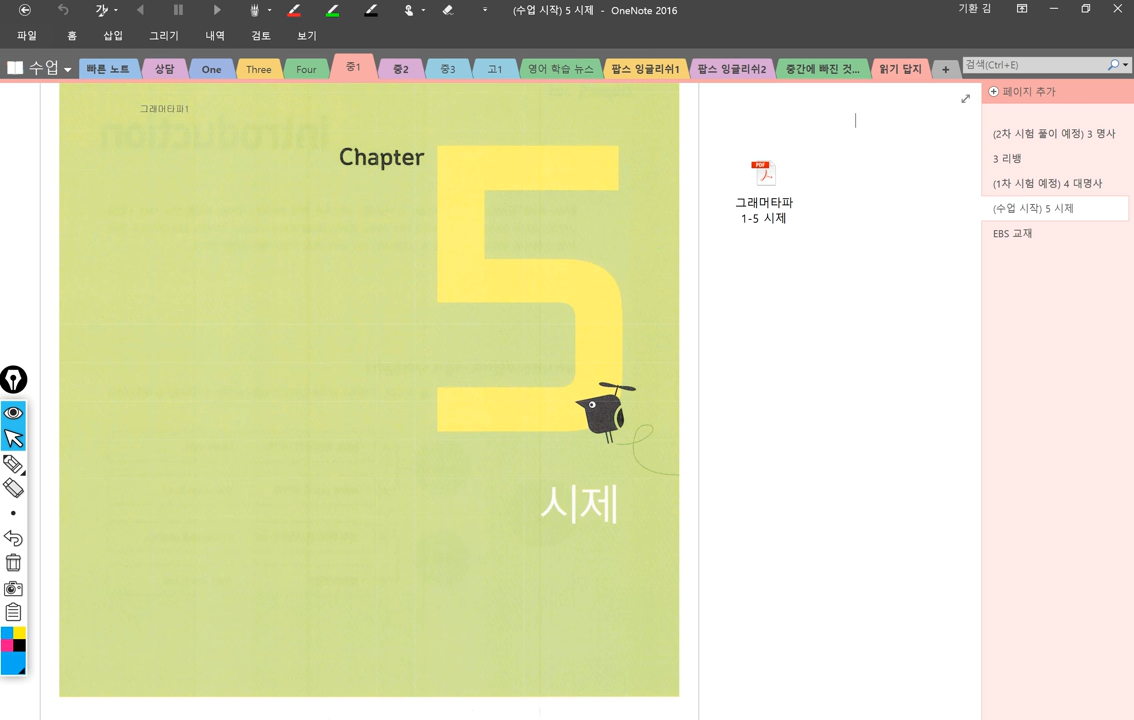 (수업 시작) 5 시제 - OneNote 2016
기환 김
파일 홈 삽입 그리기 내역 검토 보기
수업 빠른 노트 상담 One Three Four 중1 중2 중3 고1 영어 학습 뉴스 팝스 잉글리쉬1 팝스 잉글리쉬2 중간에 빠진 것... 읽기 답지 +
검색(Ctrl+E)
그래머타파1
Chapter
5
시제
PDF
그래머타파
1-5 시제
페이지 추가
(2차 시험 풀이 예정) 3 명사
3 리뱅
(1차 시험 예정) 4 대명사
(수업 시작) 5 시제
EBS 교재